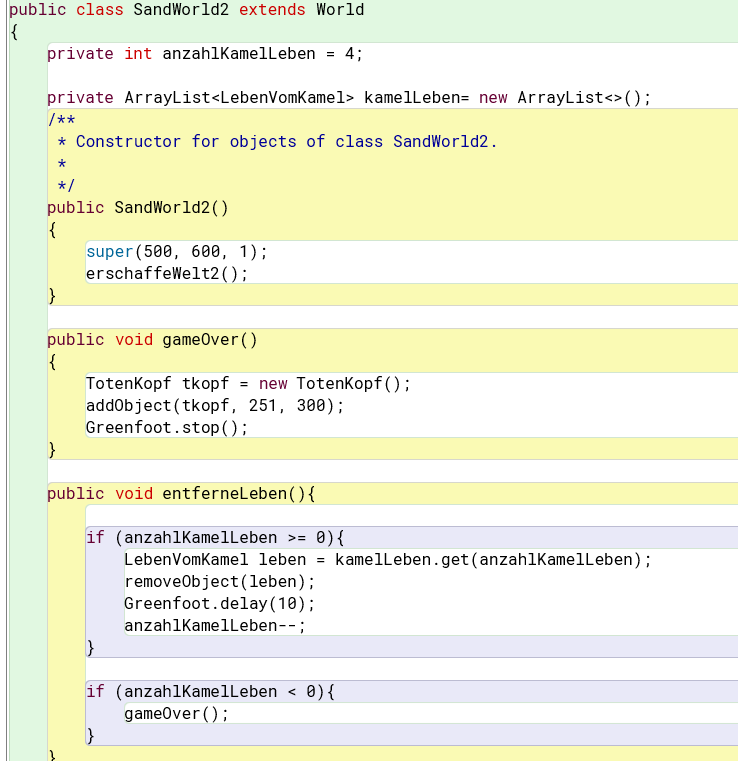 public class SandWorld2 extends World
{
private int anzahlKamelLeben = 4;
private ArrayList<LebenVomKamel> kamelLeben= new ArrayList<>();
/**
* Constructor for objects of class SandWorld2.
*
*/
public SandWorld2()
{
super(500, 600, 1);
erschaffeWelt2();
}
public void gameOver()
{
TotenKopf tkopf = new TotenKopf();
addObject(tkopf, 251, 300);
Greenfoot.stop();
}
public void entferneLeben(){
if (anzahlKamelLeben >= 0){
LebenVomKamel leben = kamelLeben.get(anzahlKamelLeben);
removeObject(leben);
Greenfoot.delay(10);
anzahlKamelLeben--;
}
if (anzahlKamelLeben < 0){
gameOver();
}
}